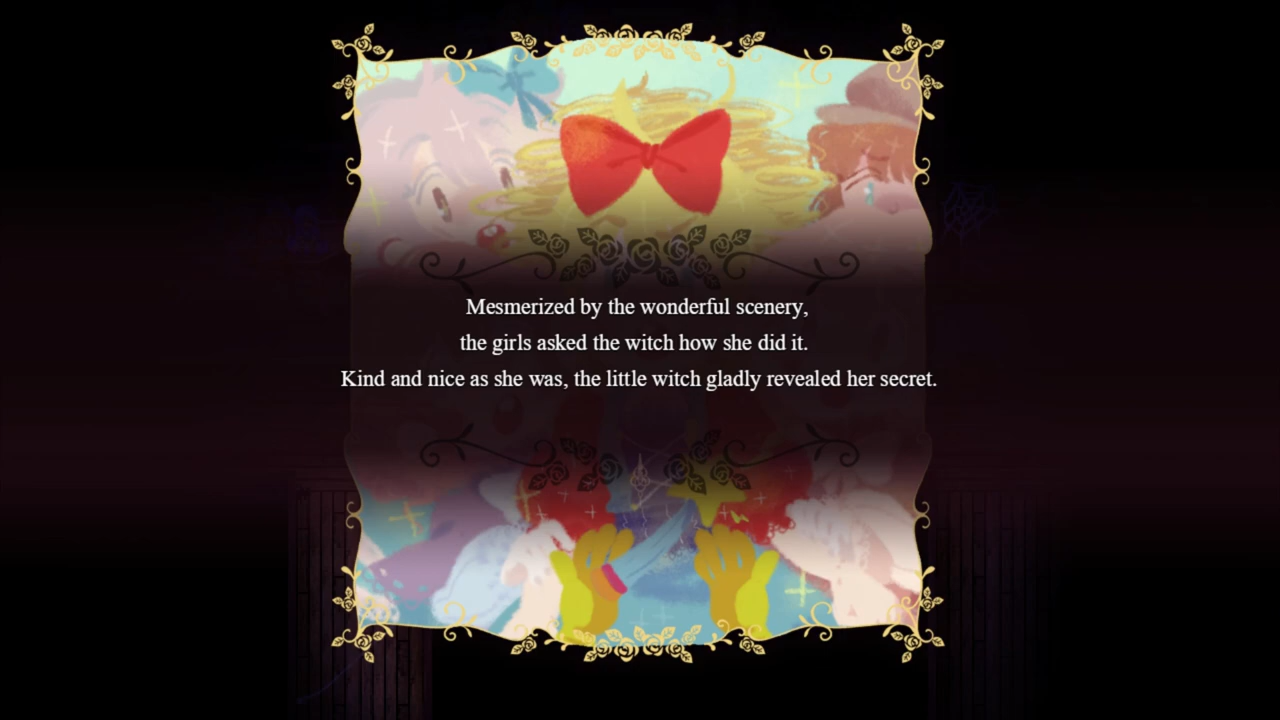 Mesmerized by the wonderful scenery,
the girls asked the witch how she did it.
Kind and nice as she was, the little witch gladly revealed her secret.